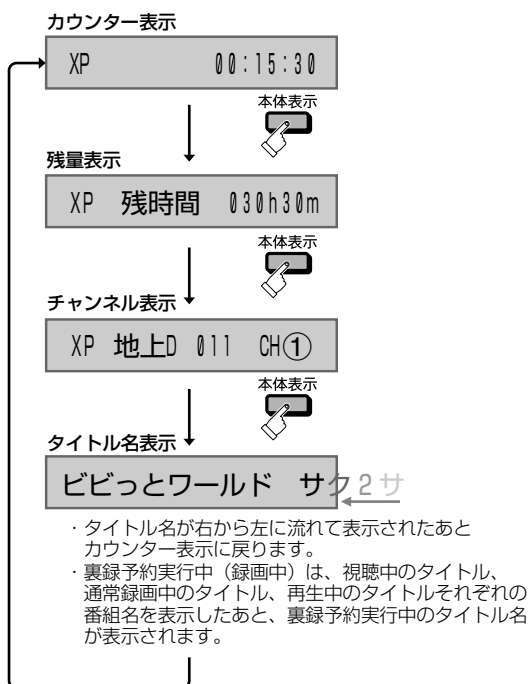 カウンター表示
XP 00:15:30
本体表示
残量表示
XP 残時間 030h30m
本体表示
チャンネル表示
XP 地上D 011 CH①
本体表示
タイトル名表示
ビビっとワールド サク2サ
・タイトル名が右から左に流れて表示されたあと
カウンター表示に戻ります。
・裏録予約実行中（録画中）は、視聴中のタイトル、
通常録画中のタイトル、再生中のタイトルそれぞれの
番組名を表示したあと、裏録予約実行中のタイトル名
が表示されます。